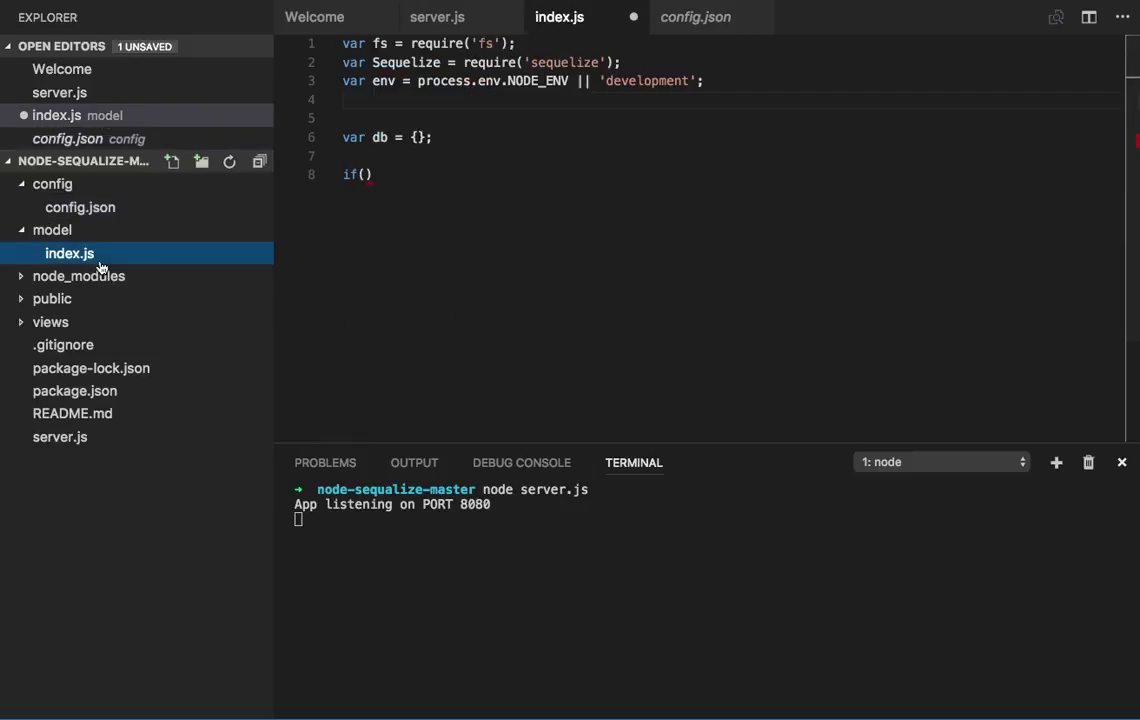 EXPLORER
OPEN EDITORS 1 UNSAVED
Welcome
server.js
index.js model
config.json config
NODE-SEQUALIZE-M...
config
config.json
model
index.js
node_modules
public
views
.gitignore
package-lock.json
package.json
README.md
server.js
Welcome server.js index.js config.json
1 var fs = require('fs');
2 var Sequelize = require('sequelize');
3 var env = process.env.NODE_ENV || 'development';
4
5
6 var db = {};
7
8 if()
PROBLEMS OUTPUT DEBUG CONSOLE TERMINAL 1: node
→ node-sequalize-master node server.js
App listening on PORT 8080